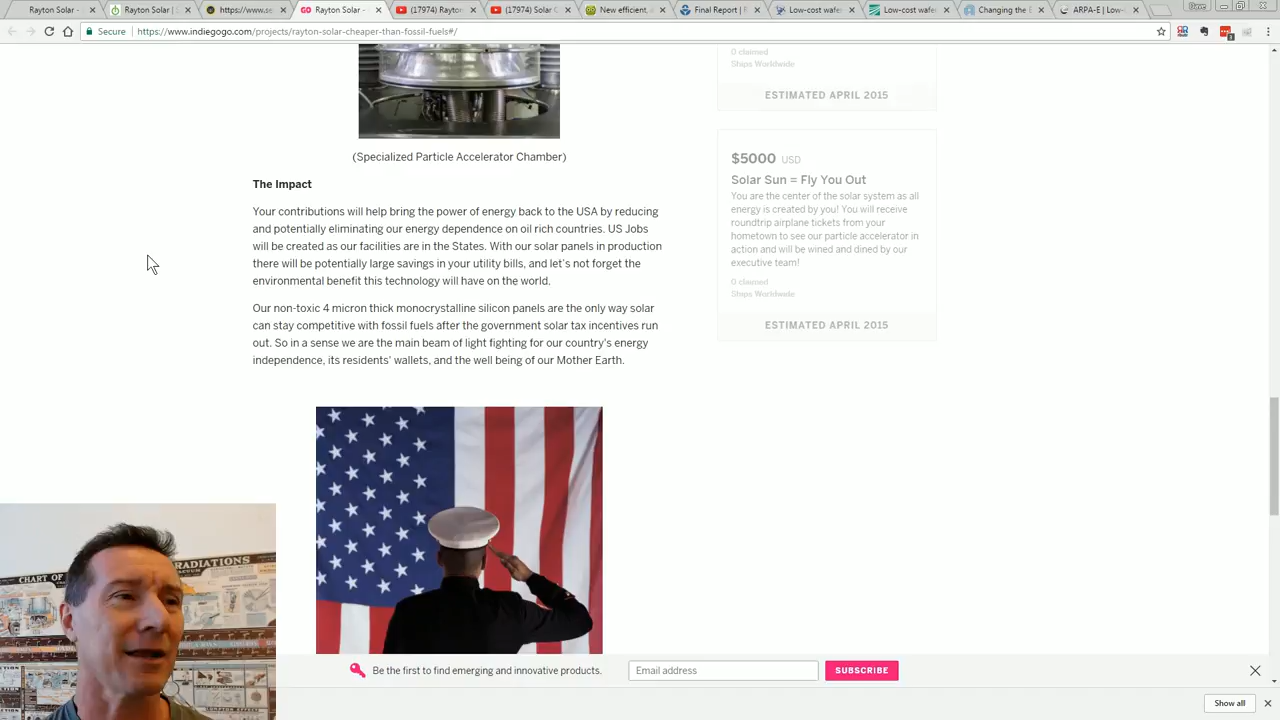 Rayton Solar -
Rayton Solar |
https://www.se
Rayton Solar -
(17974) Rayton
(17974) Solar C
New efficient,
Final Report | F
Low-cost wafer
Low-cost wafe
Changing the E
ARPA-E | Low-
Secure
https://www.indiegogo.com/projects/rayton-solar-cheaper-than-fossil-fuels#/
0 claimed
Ships Worldwide
ESTIMATED APRIL 2015
(Specialized Particle Accelerator Chamber)
The Impact
Your contributions will help bring the power of energy back to the USA by reducing
and potentially eliminating our energy dependence on oil rich countries. US Jobs
will be created as our facilities are in the States. With our solar panels in production
there will be potentially large savings in your utility bills, and let's not forget the
environmental benefit this technology will have on the world.
Our non-toxic 4 micron thick monocrystalline silicon panels are the only way solar
can stay competitive with fossil fuels after the government solar tax incentives run
out. So in a sense we are the main beam of light fighting for our country's energy
independence, its residents' wallets, and the well being of our Mother Earth.
$5000 USD
Solar Sun = Fly You Out
You are the center of the solar system as all
energy is created by you! You will receive
roundtrip airplane tickets from your
hometown to see our particle accelerator in
action and will be wined and dined by our
executive team!
0 claimed
Ships Worldwide
ESTIMATED APRIL 2015
CHART OF
RADIATIONS
Be the first to find emerging and innovative products.
Email address
SUBSCRIBE
Show all